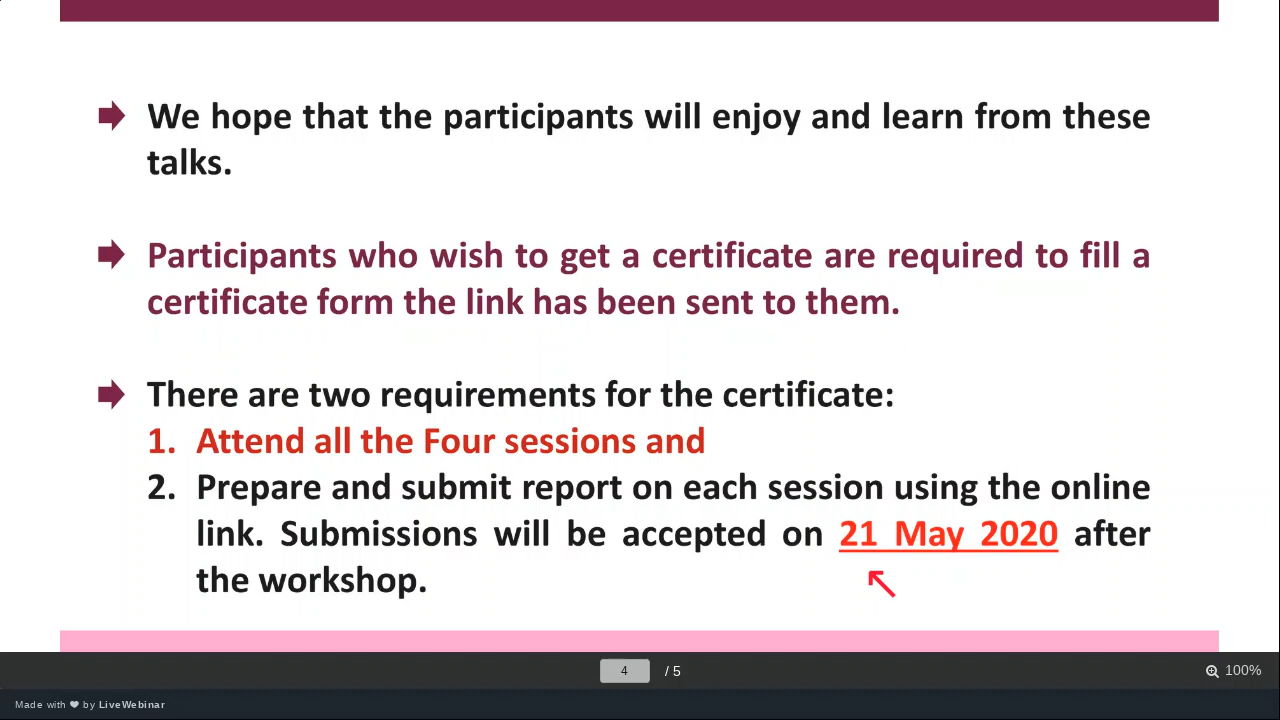 We hope that the participants will enjoy and learn from these
talks.
Participants who wish to get a certificate are required to fill a
certificate form the link has been sent to them.
There are two requirements for the certificate:
1. Attend all the Four sessions and
2. Prepare and submit report on each session using the online
link. Submissions will be accepted on 21 May 2020 after
the workshop.
4 / 5
100%
Made with ❤ by LiveWebinar